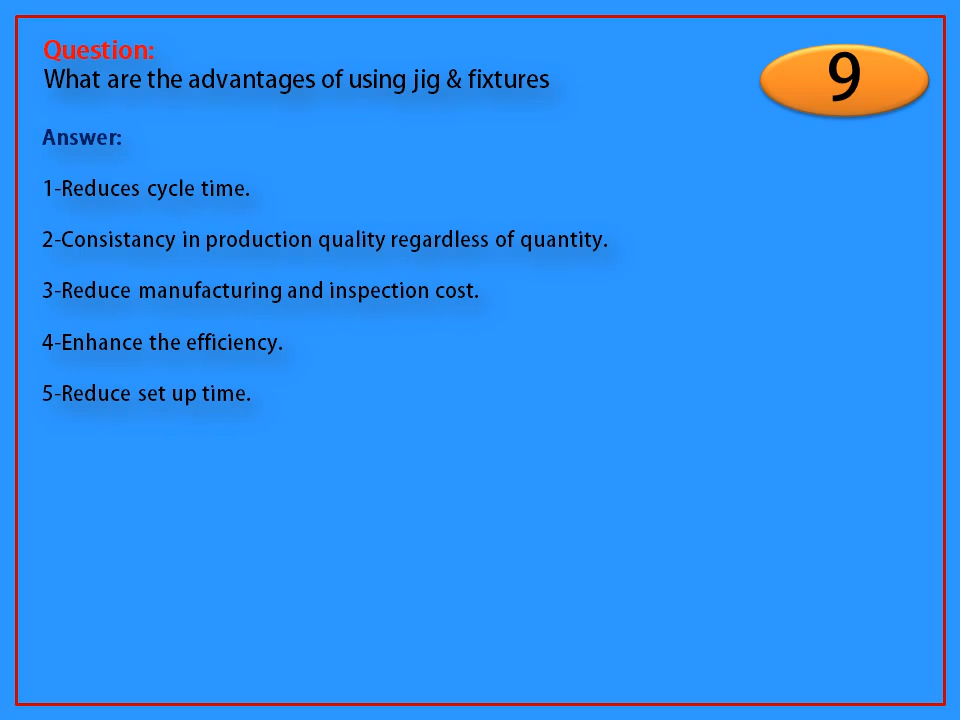 Question:
What are the advantages of using jig & fixtures
9
Answer:
1-Reduces cycle time.
2-Consistancy in production quality regardless of quantity.
3-Reduce manufacturing and inspection cost.
4-Enhance the efficiency.
5-Reduce set up time.